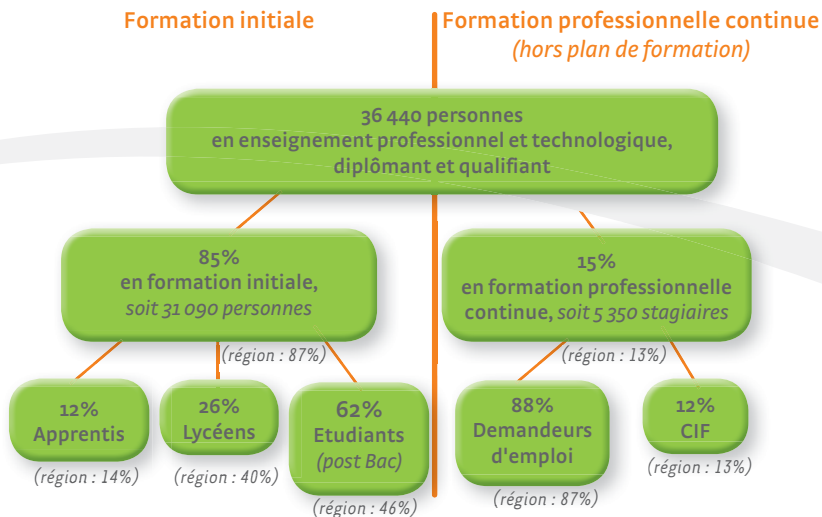 Formation initiale
Formation professionnelle continue
(hors plan de formation)
36 440 personnes
en enseignement professionnel et technologique,
diplômant et qualifiant
85%
en formation initiale,
soit 31 090 personnes
(région : 87%)
15%
en formation professionnelle
continue, soit 5 350 stagiaires
(région : 13%)
12%
Apprentis
(région : 14%)
26%
Lycéens
(région : 40%)
62%
Etudiants
(post Bac)
(région : 46%)
88%
Demandeurs
d'emploi
(région : 87%)
12%
CIF
(région : 13%)